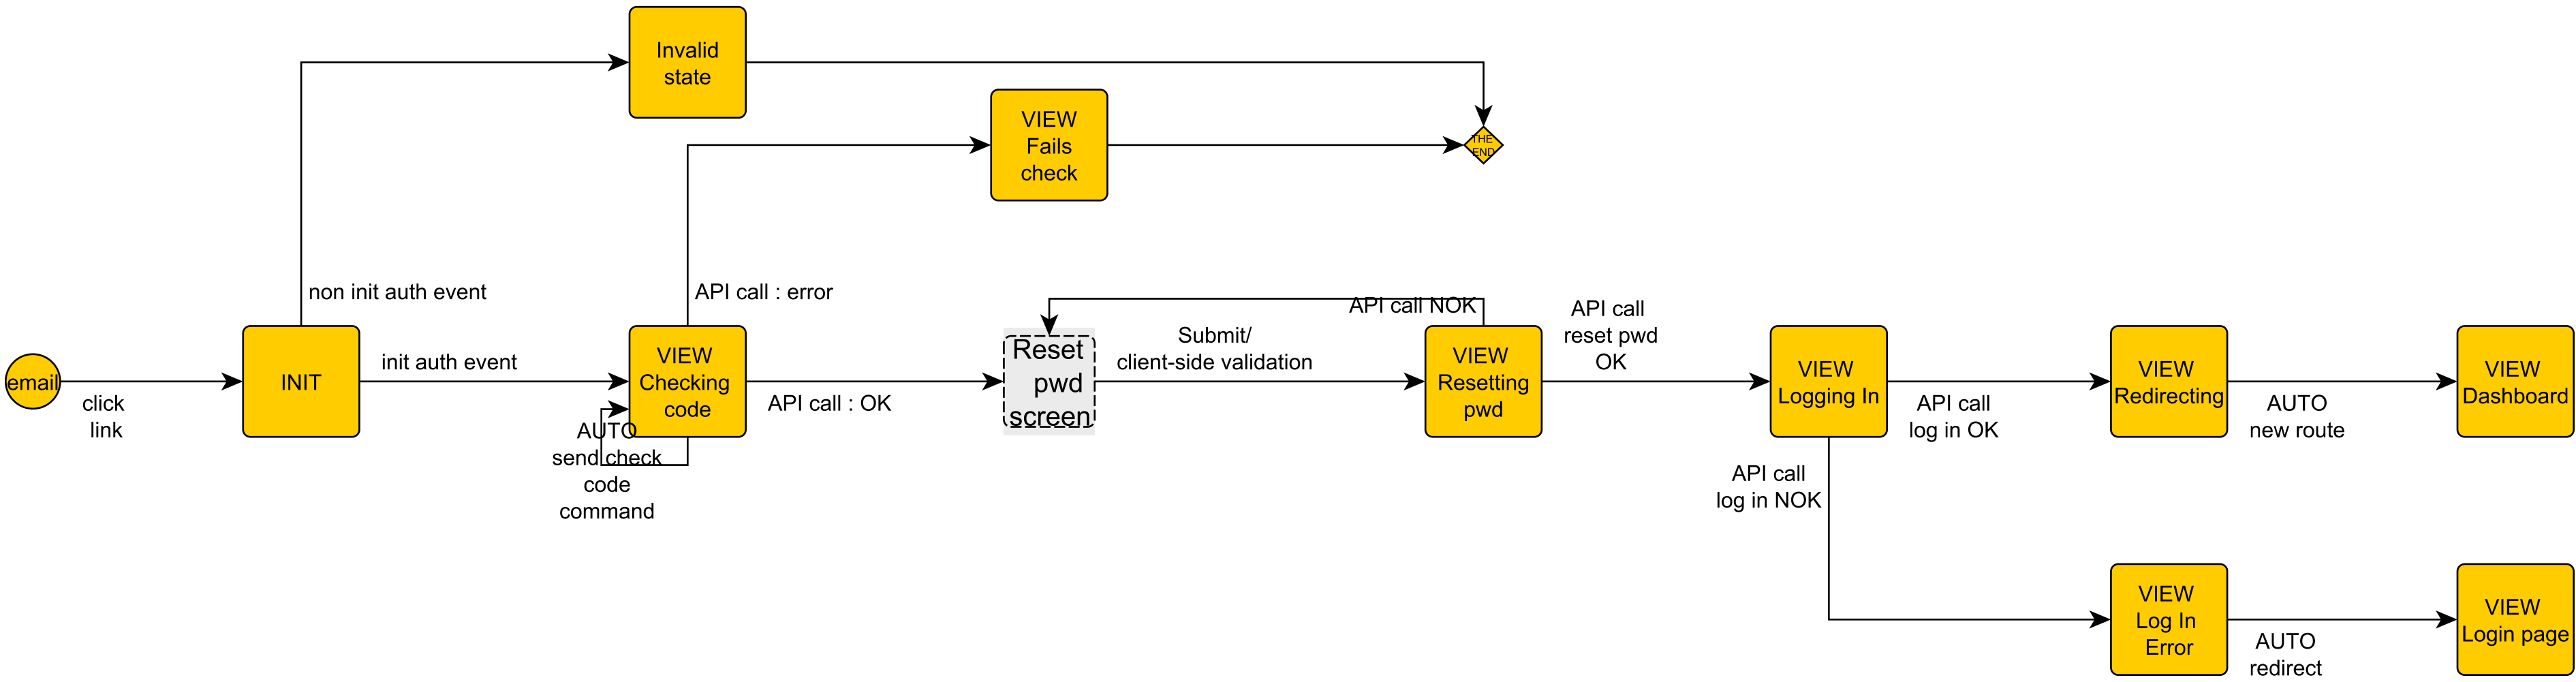 Invalid
state
VIEW
Fails
check
THE
END
non init auth event
API call : error
API call NOK
API call
reset pwd
OK
email
click
link
INIT
init auth event
VIEW
Checking
code
AUTO
send check
code
command
API call : OK
Reset
pwd
screen
Submit/
client-side validation
VIEW
Resetting
pwd
VIEW
Logging In
API call
log in OK
VIEW
Redirecting
AUTO
new route
VIEW
Dashboard
API call
log in NOK
VIEW
Log In
Error
AUTO
redirect
VIEW
Login page